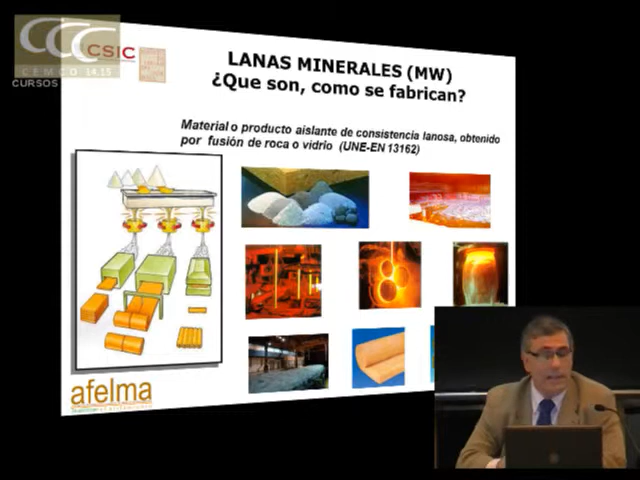 CCC
CEMCO 14.15
CURSOS
CSIC
LANAS MINERALES (MW)
¿Que son, como se fabrican?
Material o producto aislante de consistencia lanosa, obtenido
por fusión de roca o vidrio (UNE-EN 13162)
afelma